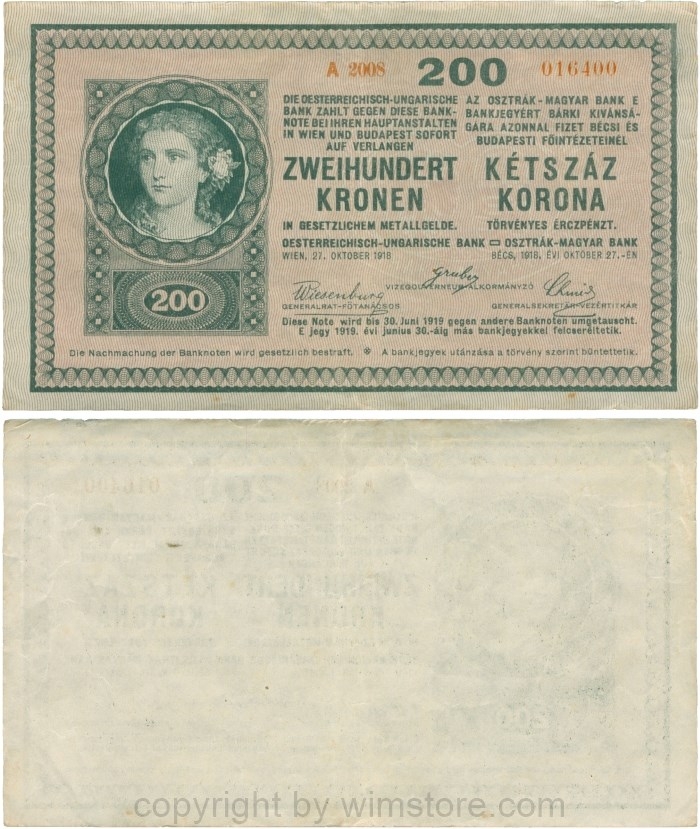 A 2008 200 016400
DIE OESTERREICHISCH-UNGARISCHE
BANK ZAHLT GEGEN DIESE BANK-
NOTE BEI IHREN HAUPTANSTALTEN
IN WIEN UND BUDAPEST SOFORT
AUF VERLANGEN
ZWEIHUNDERT
KRONEN
IN GESETZLICHEM METALLGELDE.
AZ OSZTRÁK-MAGYAR BANK E
BANKJEGYÉRT BÁRKI KIVÁNSÁ-
GÁRA AZONNAL FIZET BÉCSI ÉS
BUDAPESTI FŐINTÉZETEINÉL
KÉTSZÁZ
KORONA
TÖRVÉNYES ÉRCZPÉNZT.
OESTERREICHISCH-UNGARISCHE BANK OSZTRÁK-MAGYAR BANK
WIEN, 27. OKTOBER 1918 BÉCS, 1918. ÉVI OKTÓBER 27.-ÉN
Gruber
VIZEGOUVERNEUR-ALKORMÁNYZÓ
Wiesenburg Schmid
GENERALRAT-FŐTANÁCSOS GENERALSEKRETÄR-VEZÉRTITKÁR
200
Diese Note wird bis 30. Juni 1919 gegen andere Banknoten umgetauscht.
E jegy 1919. évi junius 30.-áig más bankjegyekkel felcseréltetik.
Die Nachmachung der Banknoten wird gesetzlich bestraft. * A bankjegyek utánzása a törvény szerint büntettetik.
copyright by wimstore.com